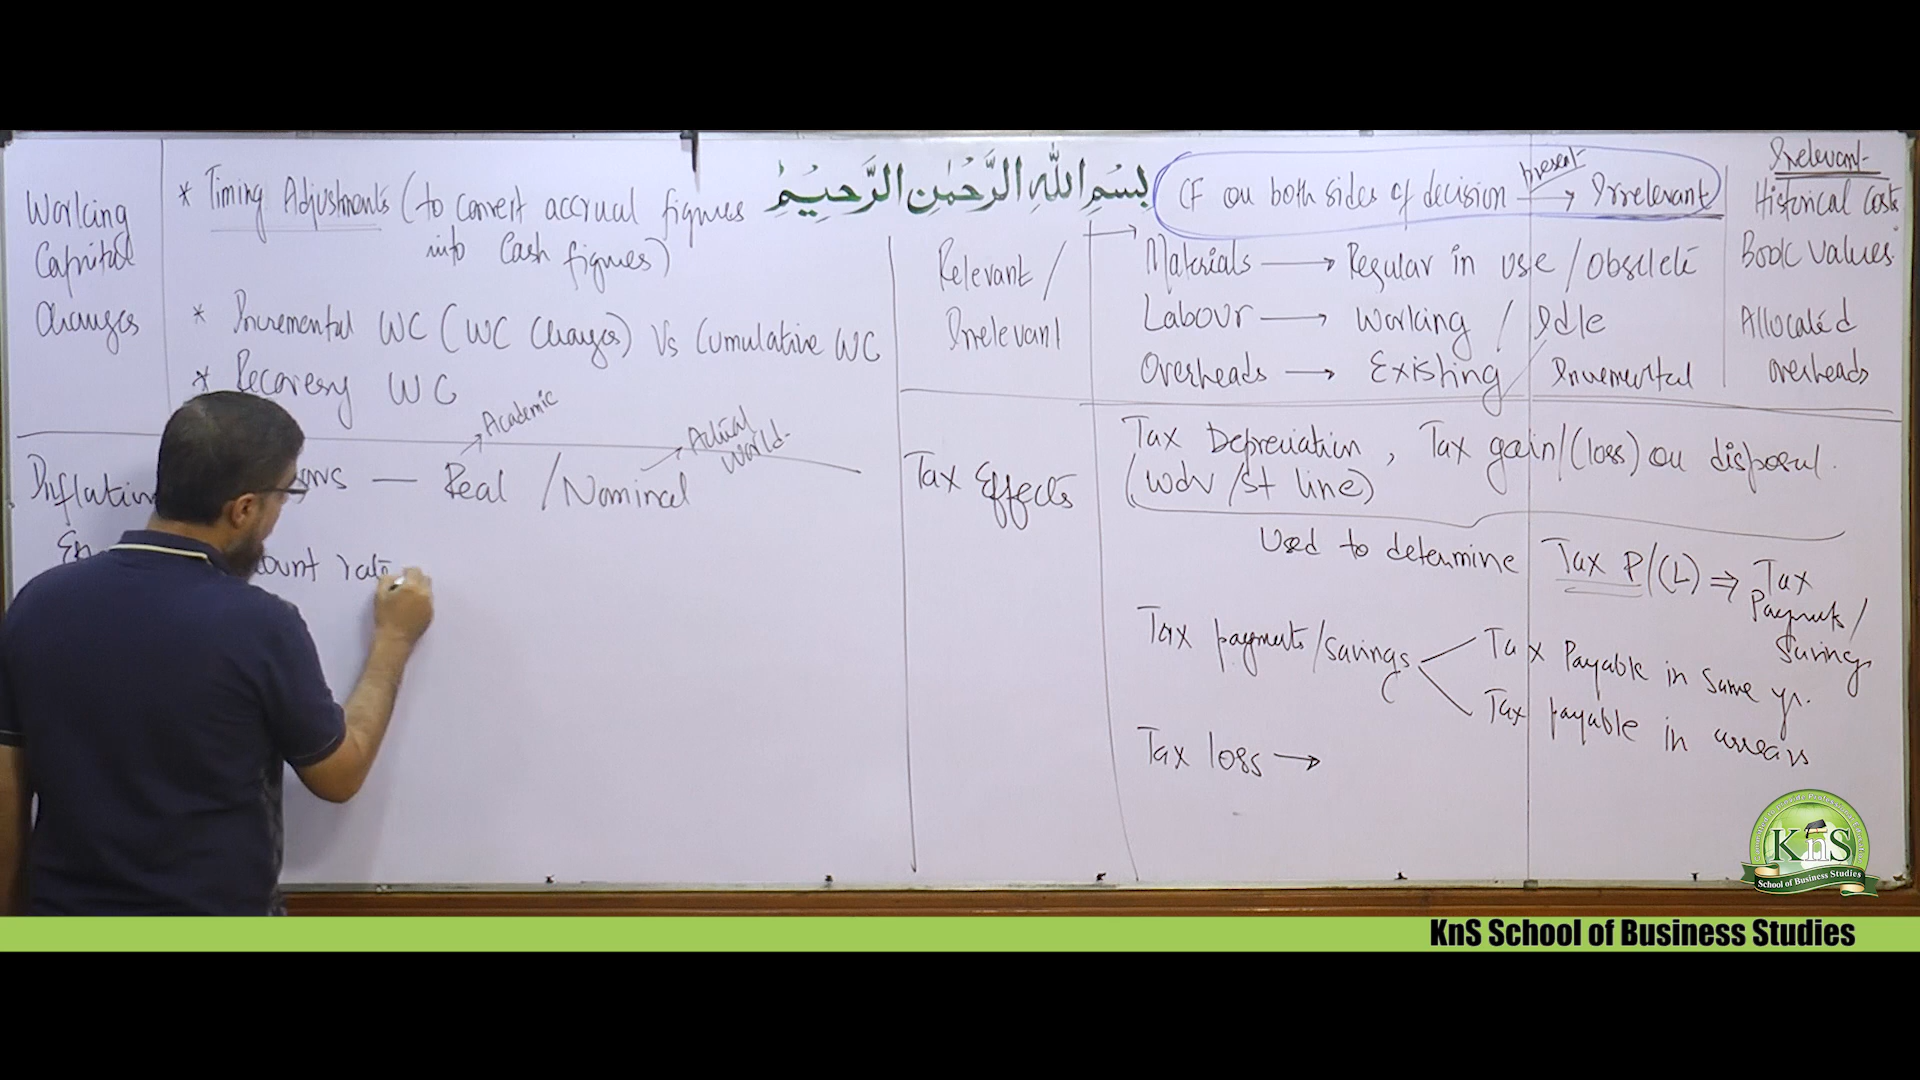 Working
Capital
Changes
* Timing Adjustments (to convert accrual figures
into Cash figures)
* Incremental WC (WC Changes) Vs Cumulative WC
* Recovery WC
Academic
Actual
World
Inflation
— Real / Nominal
count rate
بِسْمِ اللهِ الرَّحْمٰنِ الرَّحِيْمِ
CF on both sides of decision → Irrelevant
present
Relevant /
Irrelevant
Materials → Regular in use / Obsolete
Labour → Working / Idle
Overheads → Existing / Incremental
Irrelevant
Historical Costs
Book Values
Allocated
overheads
Tax Effects
Tax Depreciation , Tax gain/(loss) on disposal.
(Wdv /St line)
Used to determine Tax P/(L) ⇒ Tax
Payments/
Savings
Tax payments/Savings
Tax Payable in same yr.
Tax payable in arrears
Tax loss →
KnS
School of Business Studies
KnS School of Business Studies